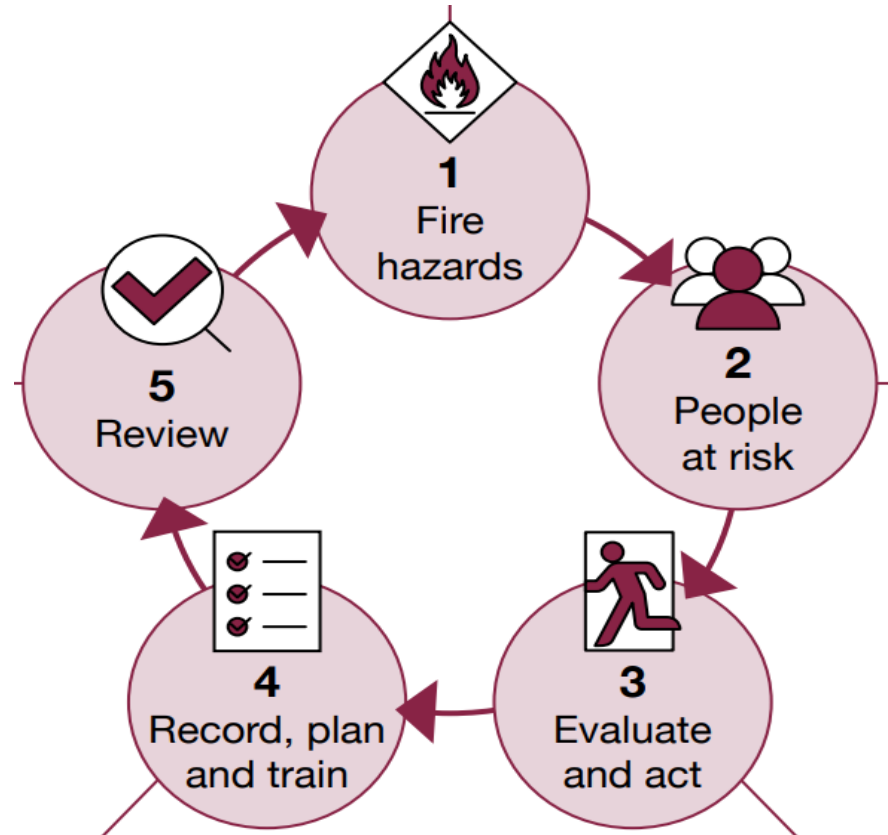 1
Fire
hazards
2
People
at risk
3
Evaluate
and act
4
Record, plan
and train
5
Review